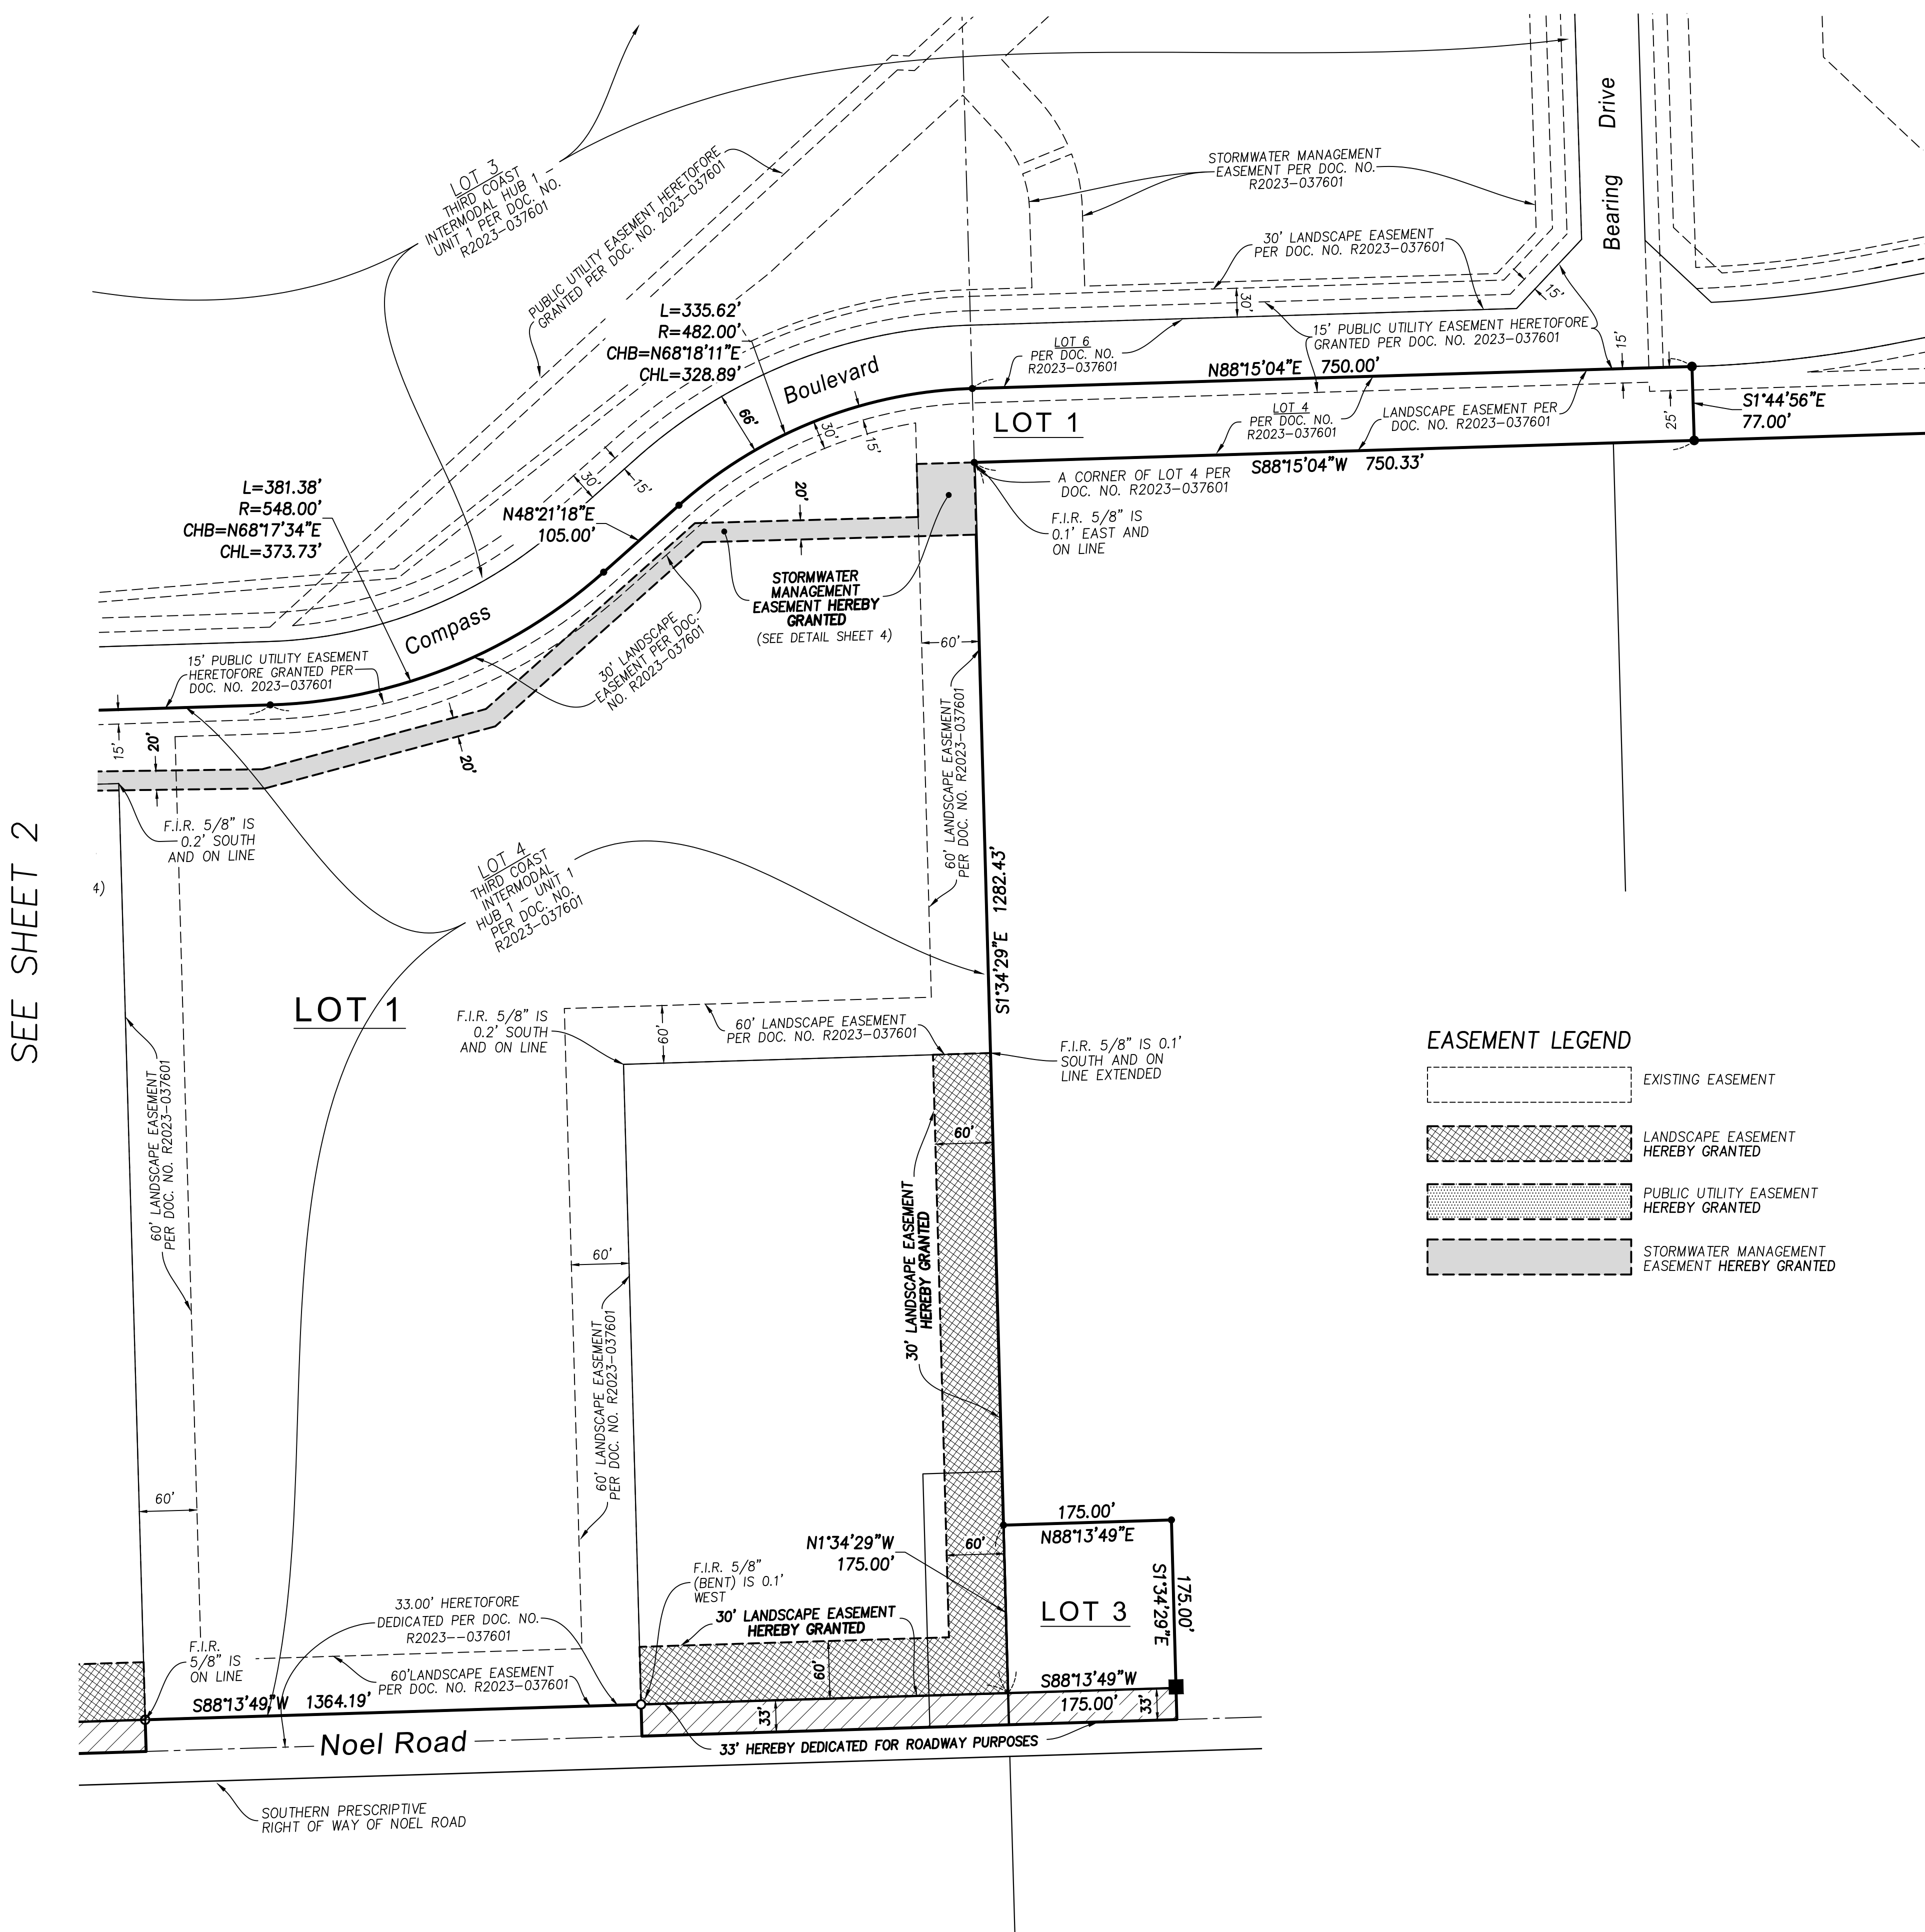 LOT 3
THIRD COAST
INTERMODAL HUB 1 -
UNIT 1 PER DOC. NO.
R2023-037601
PUBLIC UTILITY EASEMENT HERETOFORE
GRANTED PER DOC. NO. 2023-037601
STORMWATER MANAGEMENT
EASEMENT PER DOC. NO.
R2023-037601
Bearing Drive
30' LANDSCAPE EASEMENT
PER DOC. NO. R2023-037601
30'
15'
15' PUBLIC UTILITY EASEMENT HERETOFORE
GRANTED PER DOC. NO. 2023-037601
15'
L=335.62'
R=482.00'
CHB=N68°18'11"E
CHL=328.89'
LOT 6
PER DOC. NO.
R2023-037601
N88°15'04"E 750.00'
Boulevard
66'
30'
15'
LOT 1
LOT 4
PER DOC. NO.
R2023-037601
LANDSCAPE EASEMENT PER
DOC. NO. R2023-037601
25'
S1°44'56"E
77.00'
S88°15'04"W 750.33'
A CORNER OF LOT 4 PER
DOC. NO. R2023-037601
F.I.R. 5/8" IS
0.1' EAST AND
ON LINE
30'
15'
L=381.38'
R=548.00'
CHB=N68°17'34"E
CHL=373.73'
N48°21'18"E
105.00'
20'
STORMWATER
MANAGEMENT
EASEMENT HEREBY
GRANTED
(SEE DETAIL SHEET 4)
Compass
30' LANDSCAPE
EASEMENT PER DOC.
NO. R2023-037601
60'
15' PUBLIC UTILITY EASEMENT
HERETOFORE GRANTED PER
DOC. NO. 2023-037601
15'
20'
20'
60' LANDSCAPE EASEMENT
PER DOC. NO. R2023-037601
F.I.R. 5/8" IS
0.2' SOUTH
AND ON LINE
SEE SHEET 2
4)
LOT 4
THIRD COAST
INTERMODAL
HUB 1 - UNIT 1
PER DOC. NO.
R2023-037601
S1°34'29"E 1282.43'
LOT 1
F.I.R. 5/8" IS
0.2' SOUTH
AND ON LINE
60'
60' LANDSCAPE EASEMENT
PER DOC. NO. R2023-037601
F.I.R. 5/8" IS 0.1'
SOUTH AND ON
LINE EXTENDED
EASEMENT LEGEND
EXISTING EASEMENT
LANDSCAPE EASEMENT
HEREBY GRANTED
PUBLIC UTILITY EASEMENT
HEREBY GRANTED
STORMWATER MANAGEMENT
EASEMENT HEREBY GRANTED
60' LANDSCAPE EASEMENT
PER DOC. NO. R2023-037601
60'
60'
30' LANDSCAPE EASEMENT
HEREBY GRANTED
60' LANDSCAPE EASEMENT
PER DOC. NO. R2023-037601
60'
N1°34'29"W
175.00'
60'
175.00'
N88°13'49"E
S1°34'29"E
175.00'
LOT 3
F.I.R. 5/8"
(BENT) IS 0.1'
WEST
30' LANDSCAPE EASEMENT
HEREBY GRANTED
60'
33.00' HERETOFORE
DEDICATED PER DOC. NO.
R2023--037601
F.I.R.
5/8" IS
ON LINE
60'LANDSCAPE EASEMENT
PER DOC. NO. R2023-037601
S88°13'49"W 1364.19'
S88°13'49"W
175.00'
33'
33'
Noel Road
33' HEREBY DEDICATED FOR ROADWAY PURPOSES
SOUTHERN PRESCRIPTIVE
RIGHT OF WAY OF NOEL ROAD